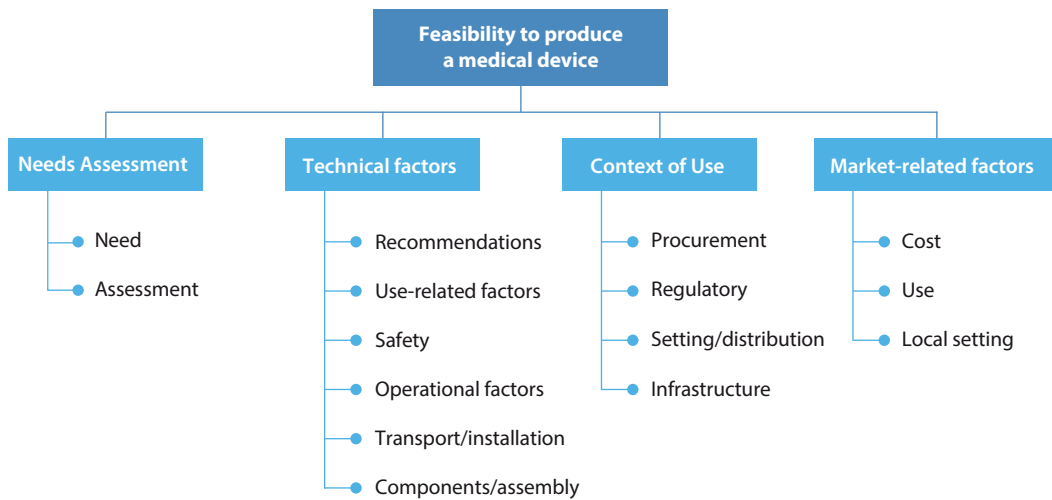 Feasibility to produce
a medical device
Needs Assessment
Need
Assessment
Technical factors
Recommendations
Use-related factors
Safety
Operational factors
Transport/installation
Components/assembly
Context of Use
Procurement
Regulatory
Setting/distribution
Infrastructure
Market-related factors
Cost
Use
Local setting